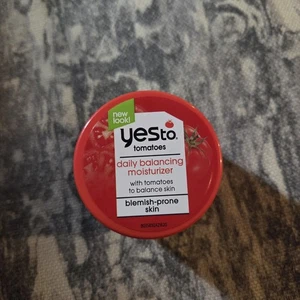 new
look!
yes to.
tomatoes
daily balancing
moisturizer
with tomatoes
to balance skin
blemish-prone
skin